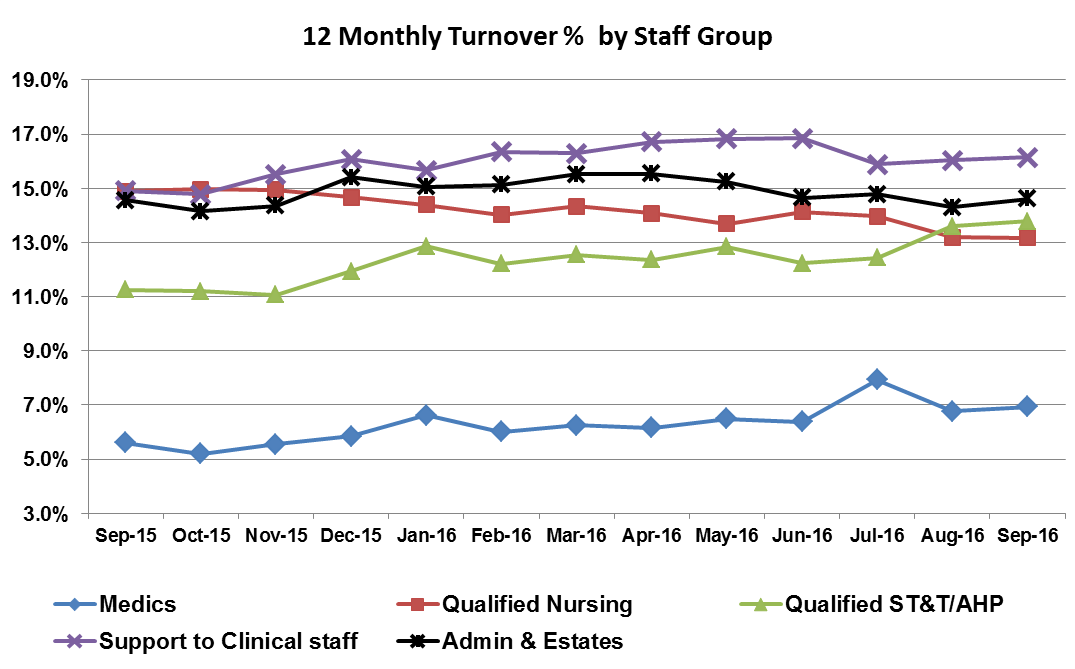 12 Monthly Turnover %  by Staff Group
19.0%
17.0%
15.0%
13.0%
11.0%
9.0%
7.0%
5.0%
3.0%
Sep-15 Oct-15 Nov-15 Dec-15 Jan-16 Feb-16 Mar-16 Apr-16 May-16 Jun-16 Jul-16 Aug-16 Sep-16
Medics Qualified Nursing Qualified ST&T/AHP
Support to Clinical staff Admin & Estates